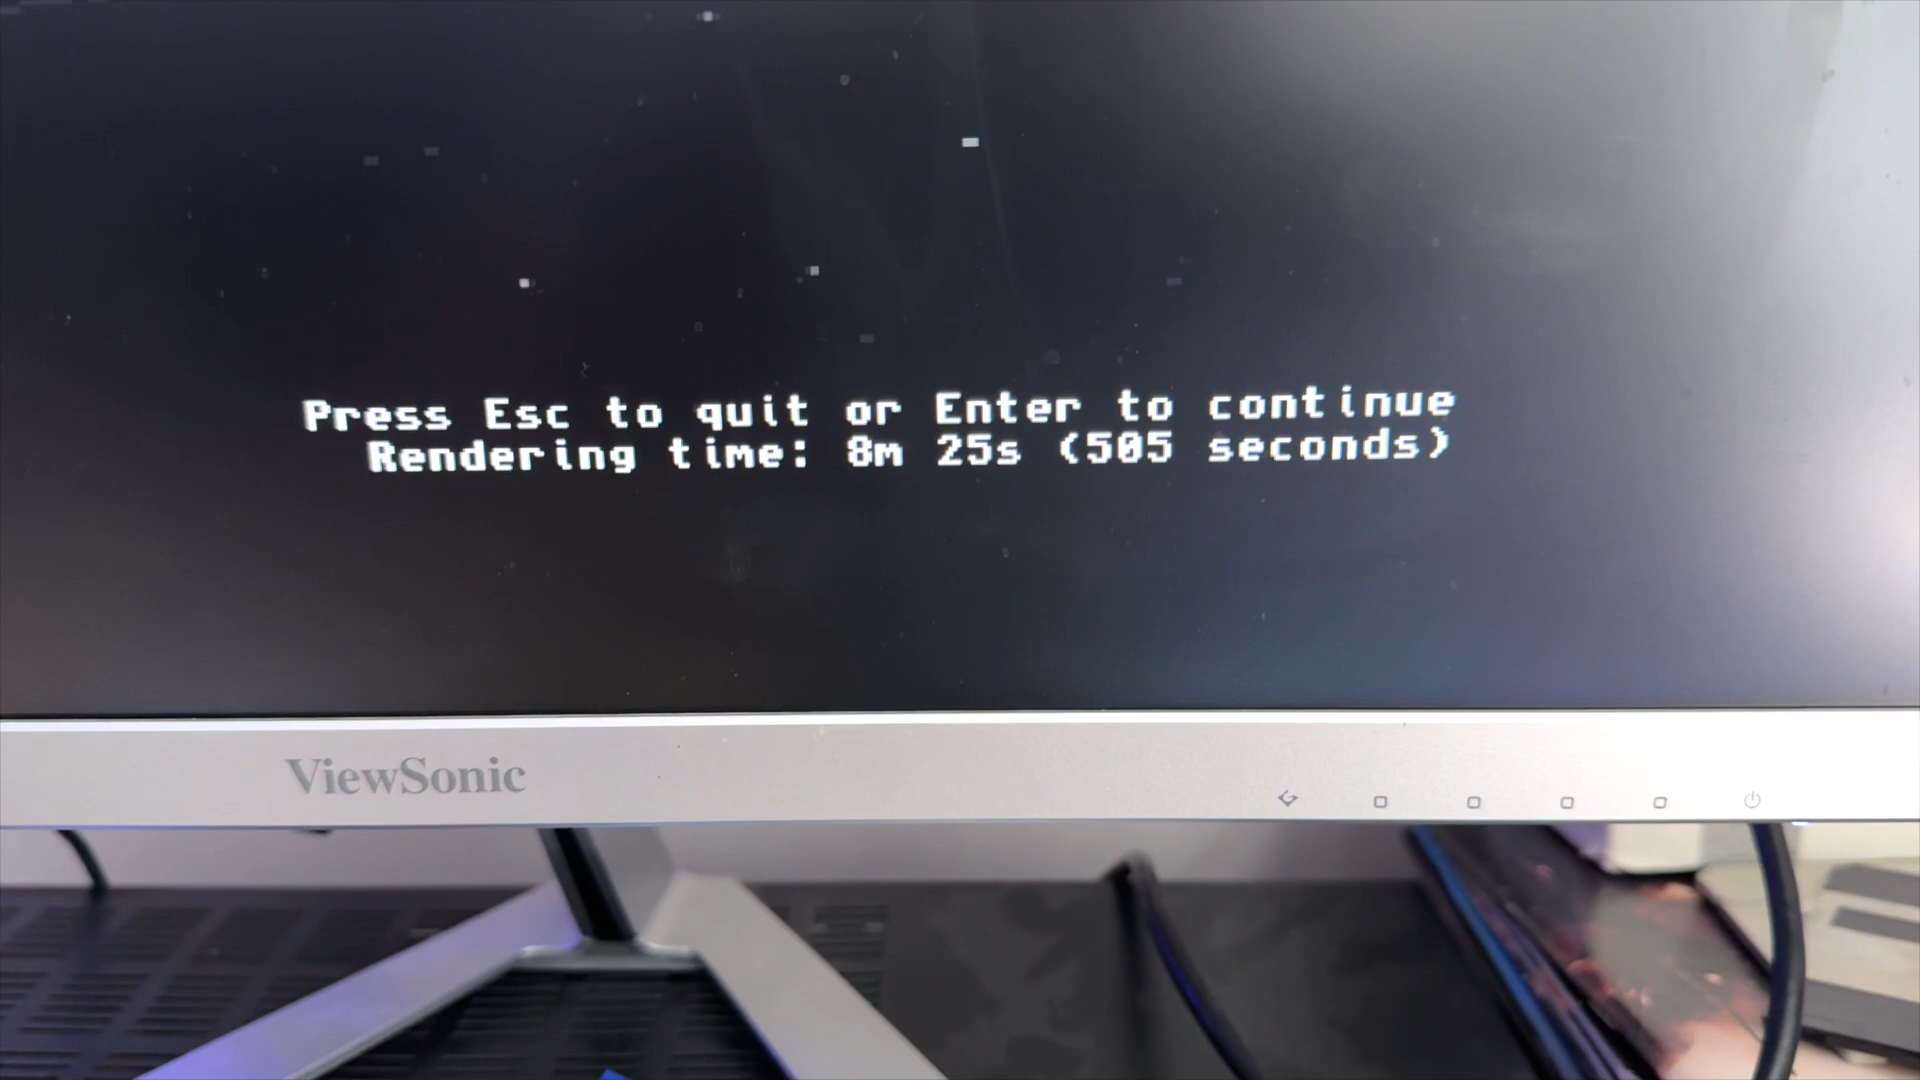 Press Esc to quit or Enter to continue
Rendering time: 8m 25s (505 seconds)
ViewSonic